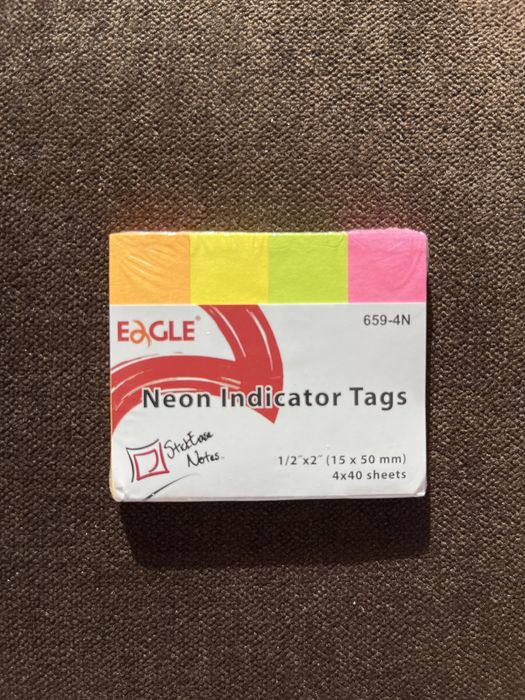 EAGLE®
659-4N
Neon Indicator Tags
StickEase
Notes..
1/2˝x2˝ (15 x 50 mm)
4x40 sheets